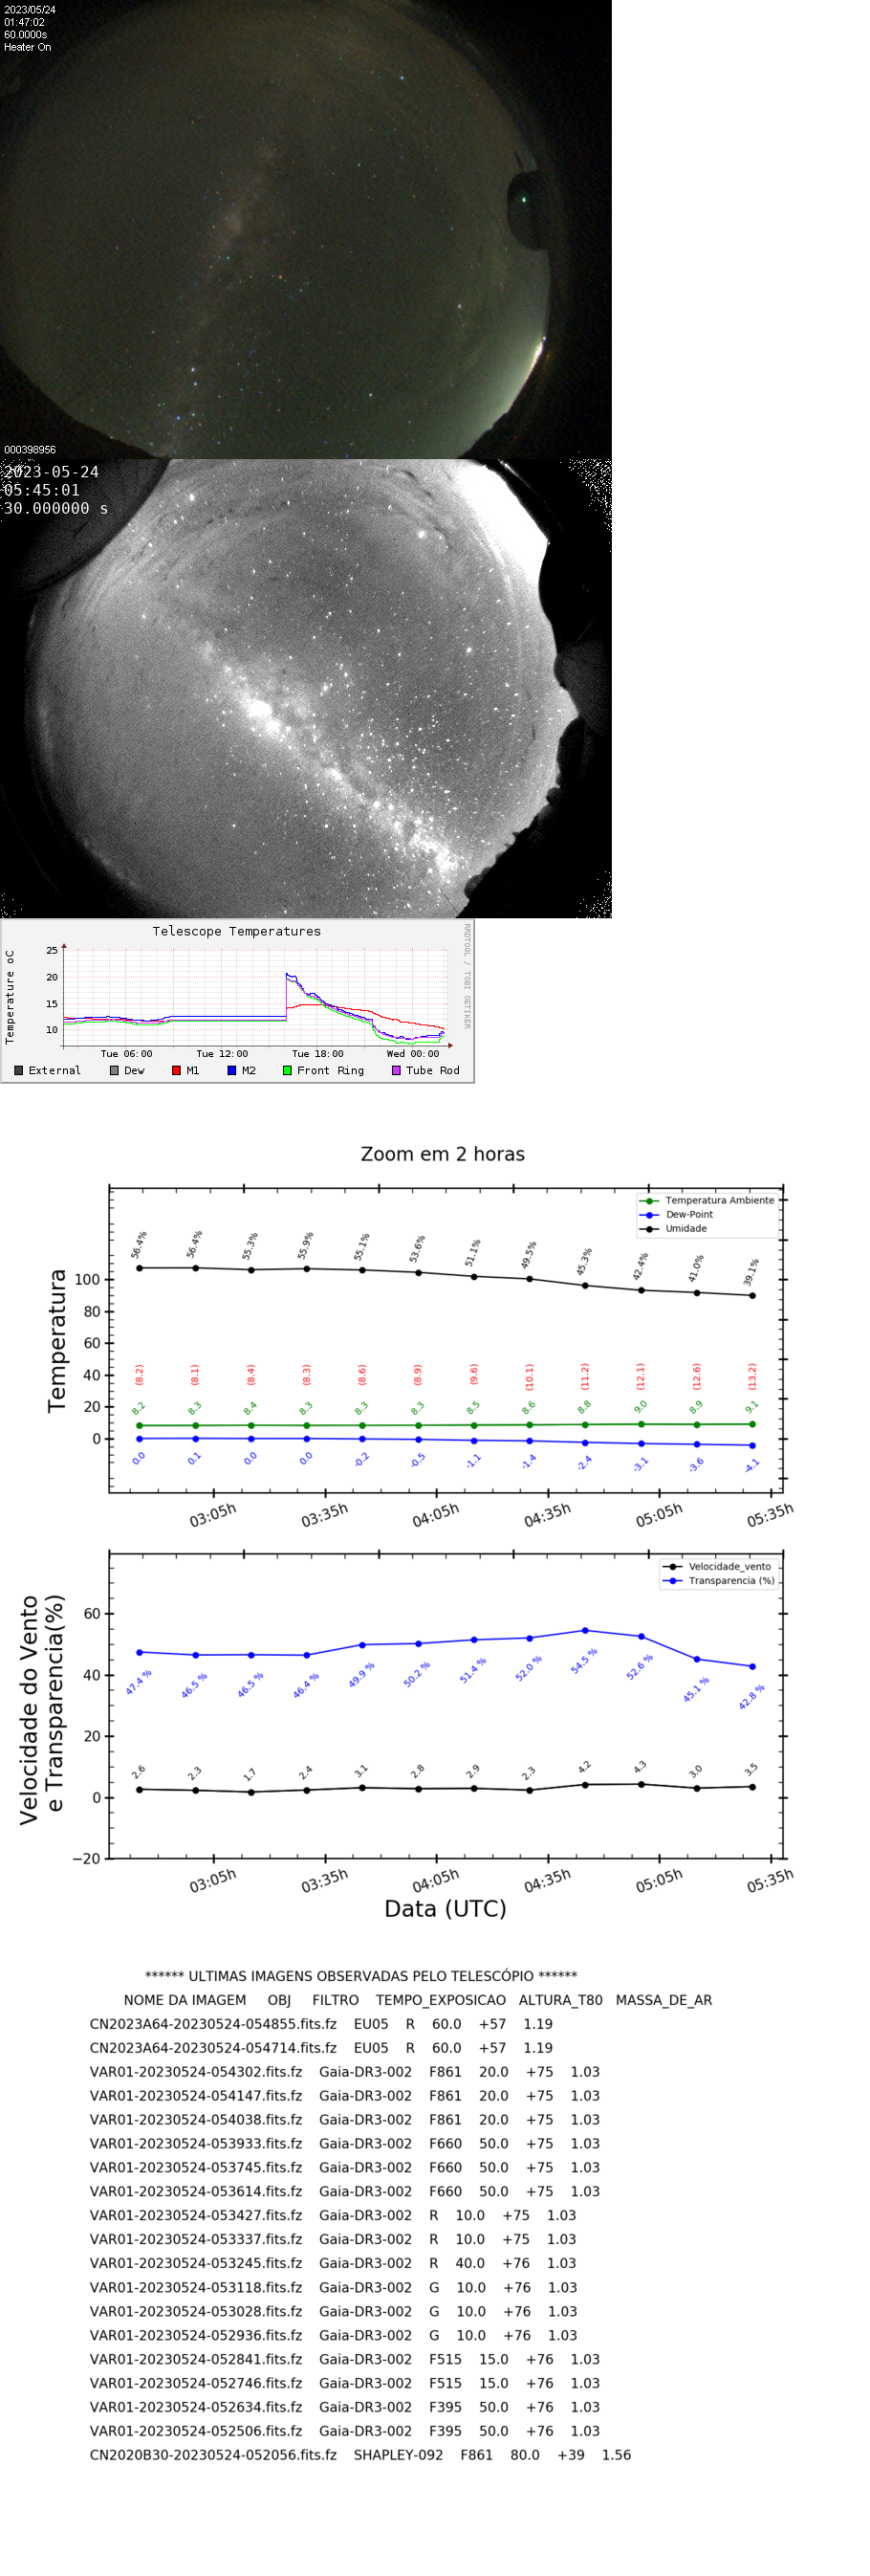 2023/05/24
01:47:02
60.0000s
Heater On
000398956
2023-05-24
05:45:01
30.000000 s
Telescope Temperatures
RRDTOOL / TOBI OETIKER
Temperature oC
25
20
15
10
Tue 06:00 Tue 12:00 Tue 18:00 Wed 00:00
External Dew M1 M2 Front Ring Tube Rod
Zoom em 2 horas
Temperatura Ambiente
Dew-Point
Umidade
56.4% 56.4% 55.3% 55.9% 55.1% 53.6% 51.1% 49.5% 45.3% 42.4% 41.0% 39.1%
Temperatura
100
80
60
40
20
0
(8.2) (8.1) (8.4) (8.3) (8.6) (8.9) (9.6) (10.1) (11.2) (12.1) (12.6) (13.2)
8.2 8.3 8.4 8.3 8.3 8.3 8.5 8.6 8.8 9.0 8.9 9.1
0.0 0.1 0.0 0.0 -0.2 -0.5 -1.1 -1.4 -2.4 -3.1 -3.6 -4.1
03:05h 03:35h 04:05h 04:35h 05:05h 05:35h
Velocidade_vento
Transparencia (%)
Velocidade do Vento
e Transparencia(%)
60
40
20
0
−20
47.4 % 46.5 % 46.5 % 46.4 % 49.9 % 50.2 % 51.4 % 52.0 % 54.5 % 52.6 % 45.1 % 42.8 %
2.6 2.3 1.7 2.4 3.1 2.8 2.9 2.3 4.2 4.3 3.0 3.5
03:05h 03:35h 04:05h 04:35h 05:05h 05:35h
Data (UTC)
****** ULTIMAS IMAGENS OBSERVADAS PELO TELESCÓPIO ******
NOME DA IMAGEM OBJ FILTRO TEMPO_EXPOSICAO ALTURA_T80 MASSA_DE_AR
CN2023A64-20230524-054855.fits.fz EU05 R 60.0 +57 1.19
CN2023A64-20230524-054714.fits.fz EU05 R 60.0 +57 1.19
VAR01-20230524-054302.fits.fz Gaia-DR3-002 F861 20.0 +75 1.03
VAR01-20230524-054147.fits.fz Gaia-DR3-002 F861 20.0 +75 1.03
VAR01-20230524-054038.fits.fz Gaia-DR3-002 F861 20.0 +75 1.03
VAR01-20230524-053933.fits.fz Gaia-DR3-002 F660 50.0 +75 1.03
VAR01-20230524-053745.fits.fz Gaia-DR3-002 F660 50.0 +75 1.03
VAR01-20230524-053614.fits.fz Gaia-DR3-002 F660 50.0 +75 1.03
VAR01-20230524-053427.fits.fz Gaia-DR3-002 R 10.0 +75 1.03
VAR01-20230524-053337.fits.fz Gaia-DR3-002 R 10.0 +75 1.03
VAR01-20230524-053245.fits.fz Gaia-DR3-002 R 40.0 +76 1.03
VAR01-20230524-053118.fits.fz Gaia-DR3-002 G 10.0 +76 1.03
VAR01-20230524-053028.fits.fz Gaia-DR3-002 G 10.0 +76 1.03
VAR01-20230524-052936.fits.fz Gaia-DR3-002 G 10.0 +76 1.03
VAR01-20230524-052841.fits.fz Gaia-DR3-002 F515 15.0 +76 1.03
VAR01-20230524-052746.fits.fz Gaia-DR3-002 F515 15.0 +76 1.03
VAR01-20230524-052634.fits.fz Gaia-DR3-002 F395 50.0 +76 1.03
VAR01-20230524-052506.fits.fz Gaia-DR3-002 F395 50.0 +76 1.03
CN2020B30-20230524-052056.fits.fz SHAPLEY-092 F861 80.0 +39 1.56